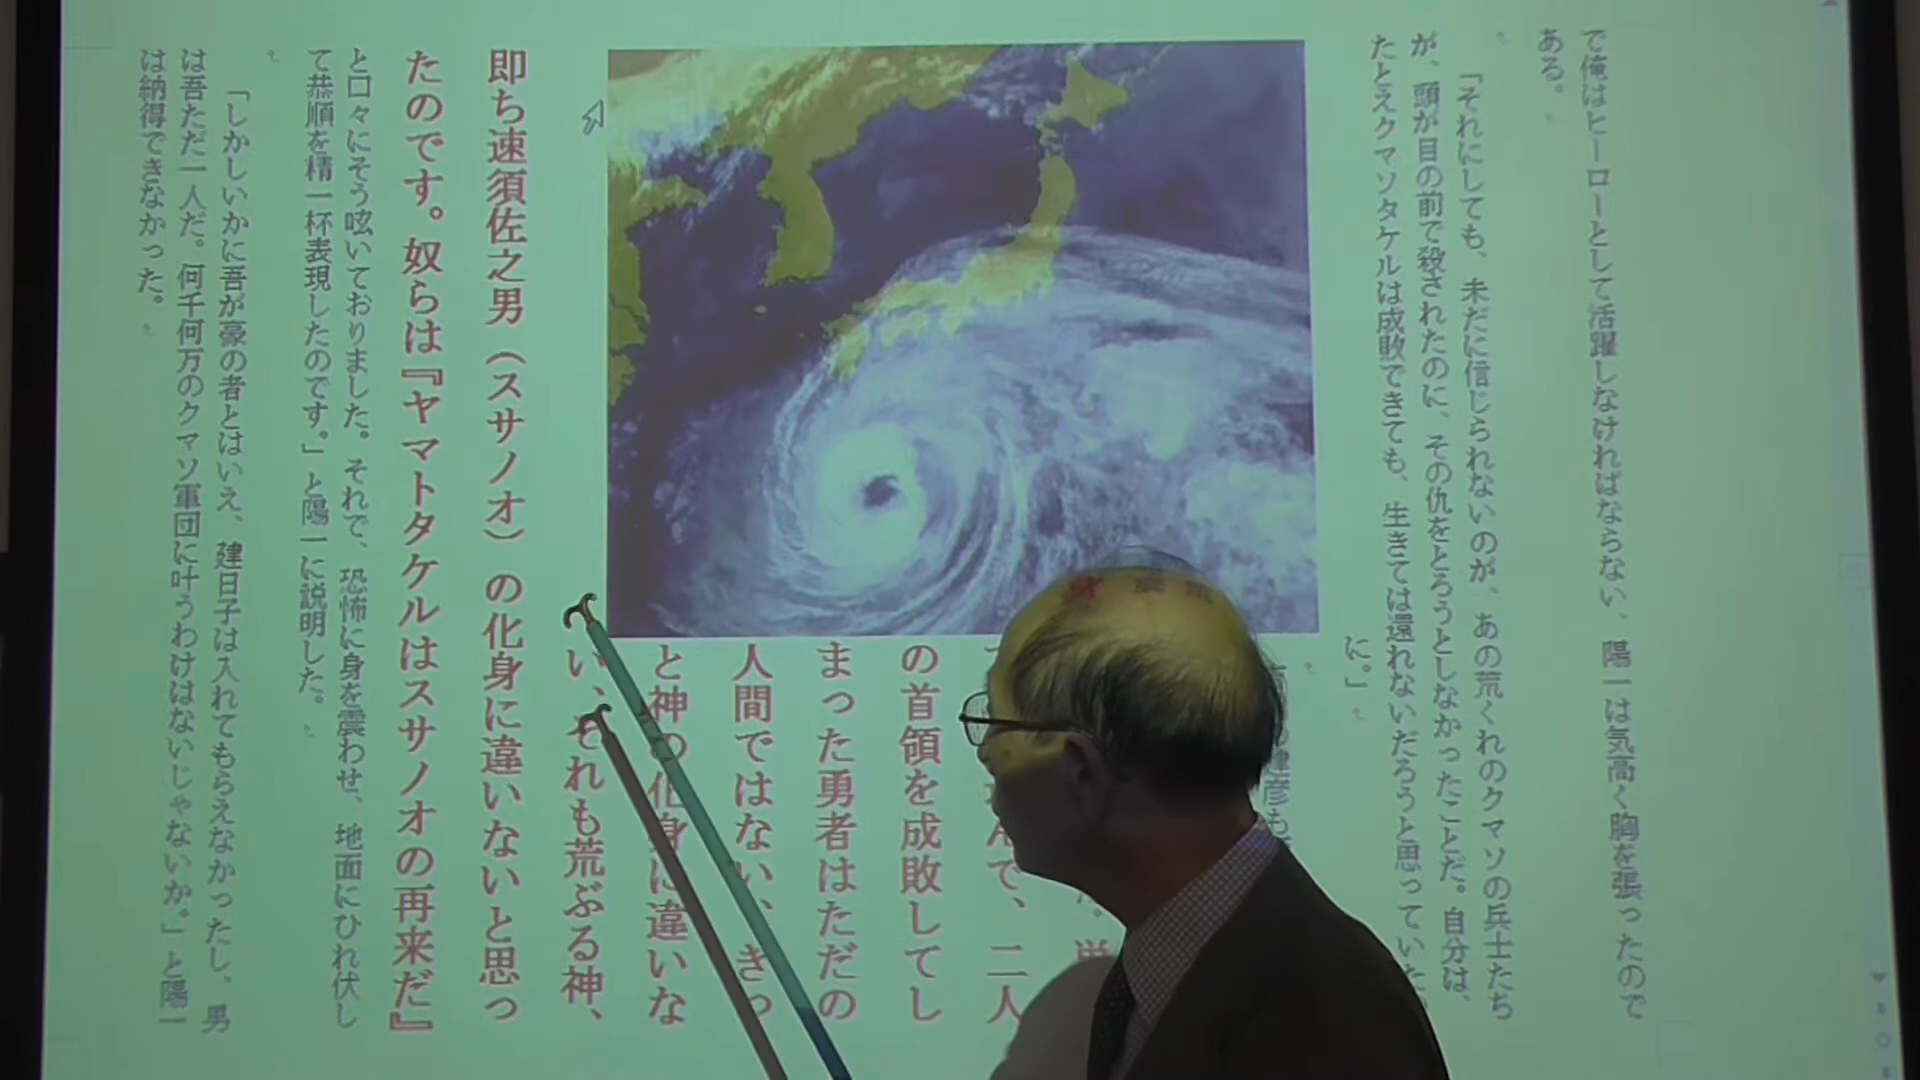 で俺はヒーローとして活躍しなければならない、陽一は気高く胸を張ったので
ある。
「それにしても、未だに信じられないのが、あの荒くれのクマソの兵士たち
が、頭が目の前で殺されたのに、その仇をとろうとしなかったことだ。自分は、
たとえクマソタケルは成敗できても、生きては還れないだろうと思ってい
に。」
彦も
で、二人
の首領を成敗してし
まった勇者はただの
人間ではない、きっ
と神の化身に違いな
い、それも荒ぶる神、
即ち速須佐之男（スサノオ）の化身に違いないと思っ
たのです。奴らは『ヤマトタケルはスサノオの再来だ』
と口々にそう呟いておりました。それで、恐怖に身を震わせ、地面にひれ伏し
て恭順を精一杯表現したのです。」と陽一に説明した。
「しかしいかに吾が豪の者とはいえ、建日子は入れてもらえなかったし、男
は吾ただ一人だ。何千何万のクマソ軍団に叶うわけはないじゃないか。」と陽一
は納得できなかった。